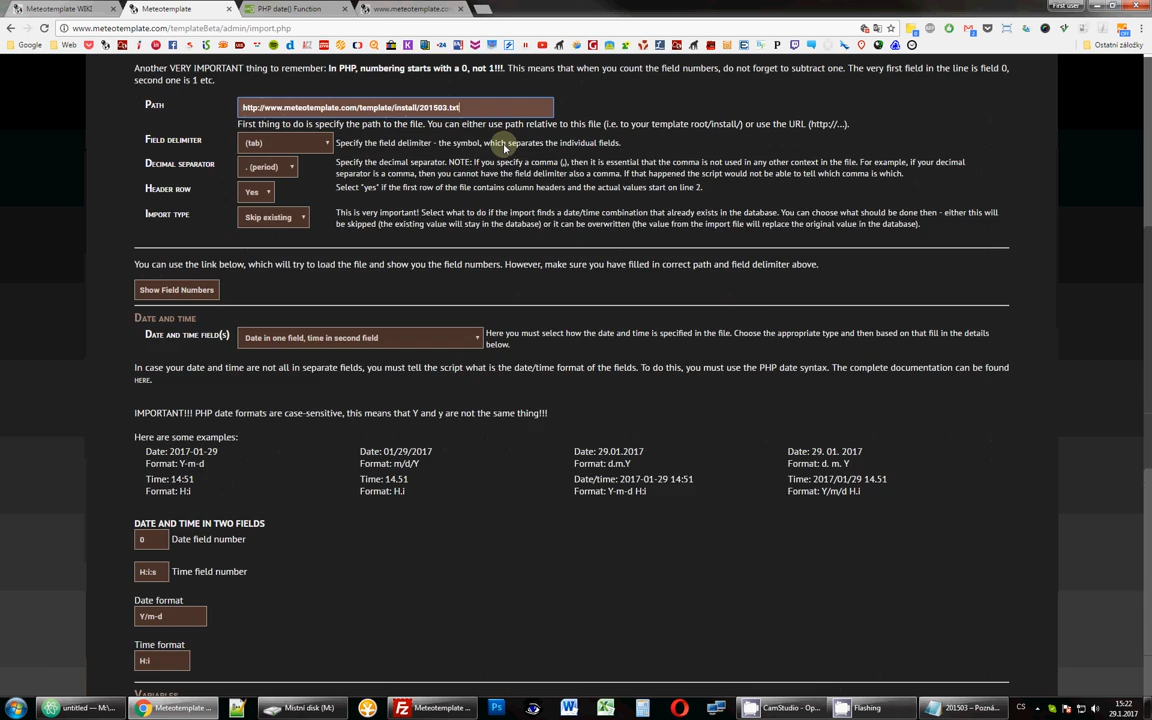 Meteotemplate WIKI
Meteotemplate
PHP date() Function
www.meteotemplate.com
First user
www.meteotemplate.com/templateBeta/admin/import.php
Google
Web
Ostatní záložky
Another VERY IMPORTANT thing to remember: In PHP, numbering starts with a 0, not 1!!!. This means that when you count the field numbers, do not forget to subtract one. The very first field in the line is field 0,
second one is 1 etc.
PATH
http://www.meteotemplate.com/template/install/201503.txt
First thing to do is specify the path to the file. You can either use path relative to this file (i.e. to your template root/install/) or use the URL (http://...).
FIELD DELIMITER
(tab)
Specify the field delimiter - the symbol, which separates the individual fields.
DECIMAL SEPARATOR
. (period)
Specify the decimal separator. NOTE: If you specify a comma (,), then it is essential that the comma is not used in any other context in the file. For example, if your decimal
separator is a comma, then you cannot have the field delimiter also a comma. If that happened the script would not be able to tell which comma is which.
HEADER ROW
Yes
Select "yes" if the first row of the file contains column headers and the actual values start on line 2.
IMPORT TYPE
Skip existing
This is very important! Select what to do if the import finds a date/time combination that already exists in the database. You can choose what should be done then - either this will
be skipped (the existing value will stay in the database) or it can be overwritten (the value from the import file will replace the original value in the database).
You can use the link below, which will try to load the file and show you the field numbers. However, make sure you have filled in correct path and field delimiter above.
Show Field Numbers
DATE AND TIME
DATE AND TIME FIELD(S)
Date in one field, time in second field
Here you must select how the date and time is specified in the file. Choose the appropriate type and then based on that fill in the details
below.
In case your date and time are not all in separate fields, you must tell the script what is the date/time format of the fields. To do this, you must use the PHP date syntax. The complete documentation can be found
HERE.
IMPORTANT!!! PHP date formats are case-sensitive, this means that Y and y are not the same thing!!!
Here are some examples:
Date: 2017-01-29
Format: Y-m-d
Time: 14:51
Format: H:i
Date: 01/29/2017
Format: m/d/Y
Time: 14.51
Format: H.i
Date: 29.01.2017
Format: d.m.Y
Date/time: 2017-01-29 14:51
Format: Y-m-d H:i
Date: 29. 01. 2017
Format: d. m. Y
Time: 2017/01/29 14.51
Format: Y/m/d H.i
DATE AND TIME IN TWO FIELDS
0
Date field number
H:i:s
Time field number
Date format
Y/m-d
Time format
H:i
VARIABLES
untitled — M:\...
Meteotemplate ...
Místní disk (M:)
Meteotemplate ...
CamStudio - Op...
Flashing
201503 – Pozná...
CS
15:22
29.1.2017